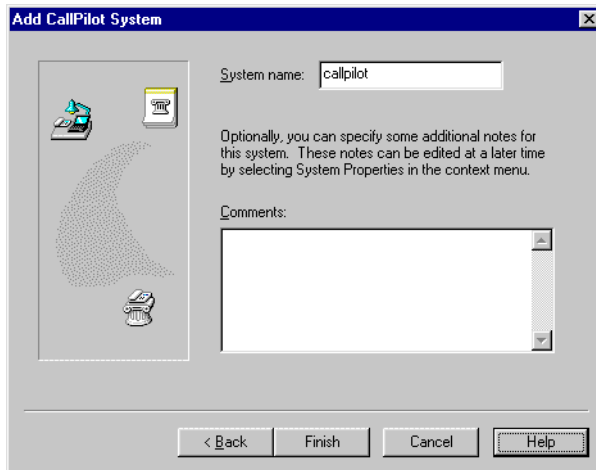 Add CallPilot System
System name:
callpilot
Optionally, you can specify some additional notes for
this system. These notes can be edited at a later time
by selecting System Properties in the context menu.
Comments:
< Back
Finish
Cancel
Help